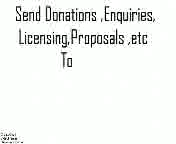 Send Donations ,Enquiries,
Licensing,Proposals ,etc
To